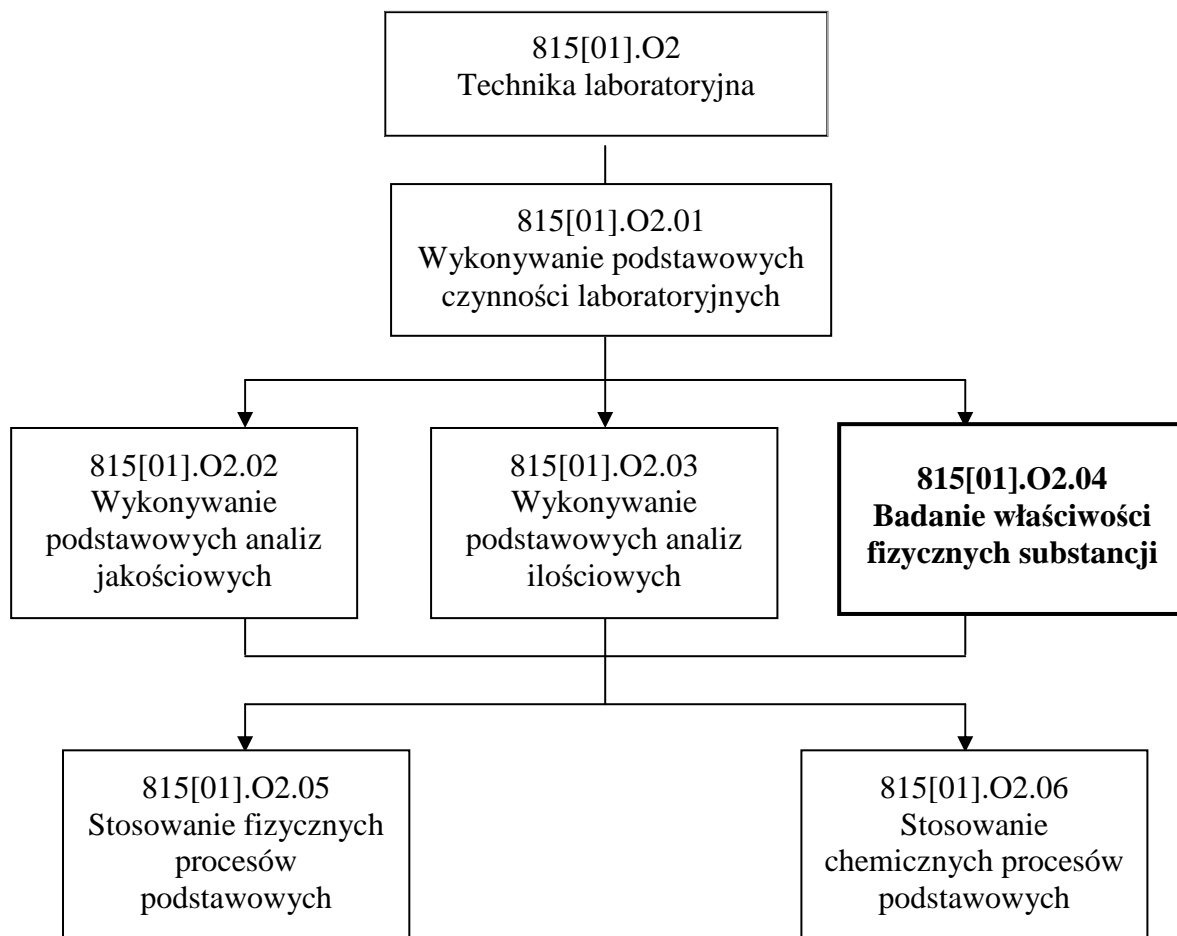 815[01].O2
Technika laboratoryjna
815[01].O2.01
Wykonywanie podstawowych
czynności laboratoryjnych
815[01].O2.02
Wykonywanie
podstawowych analiz
jakościowych
815[01].O2.03
Wykonywanie
podstawowych analiz
ilościowych
815[01].O2.04
Badanie właściwości
fizycznych substancji
815[01].O2.05
Stosowanie fizycznych
procesów
podstawowych
815[01].O2.06
Stosowanie
chemicznych procesów
podstawowych